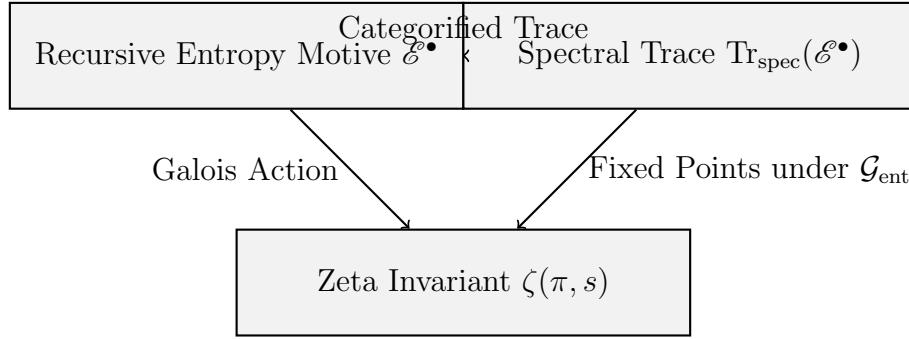 Categorified Trace
Recursive Entropy Motive ℰ•
Spectral Trace Tr_spec(ℰ•)
Galois Action
Fixed Points under 𝒢_ent
Zeta Invariant ζ(π, s)